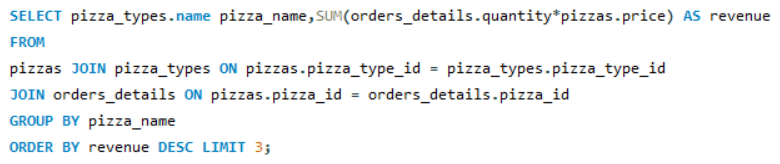 SELECT pizza_types.name pizza_name,SUM(orders_details.quantity*pizzas.price) AS revenue
FROM
pizzas JOIN pizza_types ON pizzas.pizza_type_id = pizza_types.pizza_type_id
JOIN orders_details ON pizzas.pizza_id = orders_details.pizza_id
GROUP BY pizza_name
ORDER BY revenue DESC LIMIT 3;